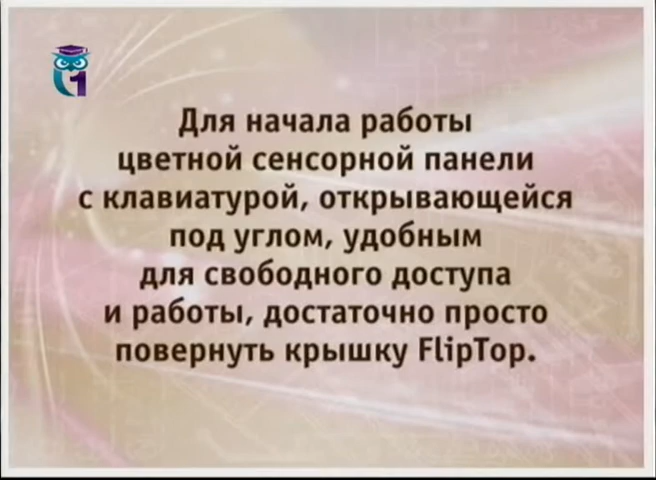 1
Для начала работы
цветной сенсорной панели
с клавиатурой, открывающейся
под углом, удобным
для свободного доступа
и работы, достаточно просто
повернуть крышку FlipTop.